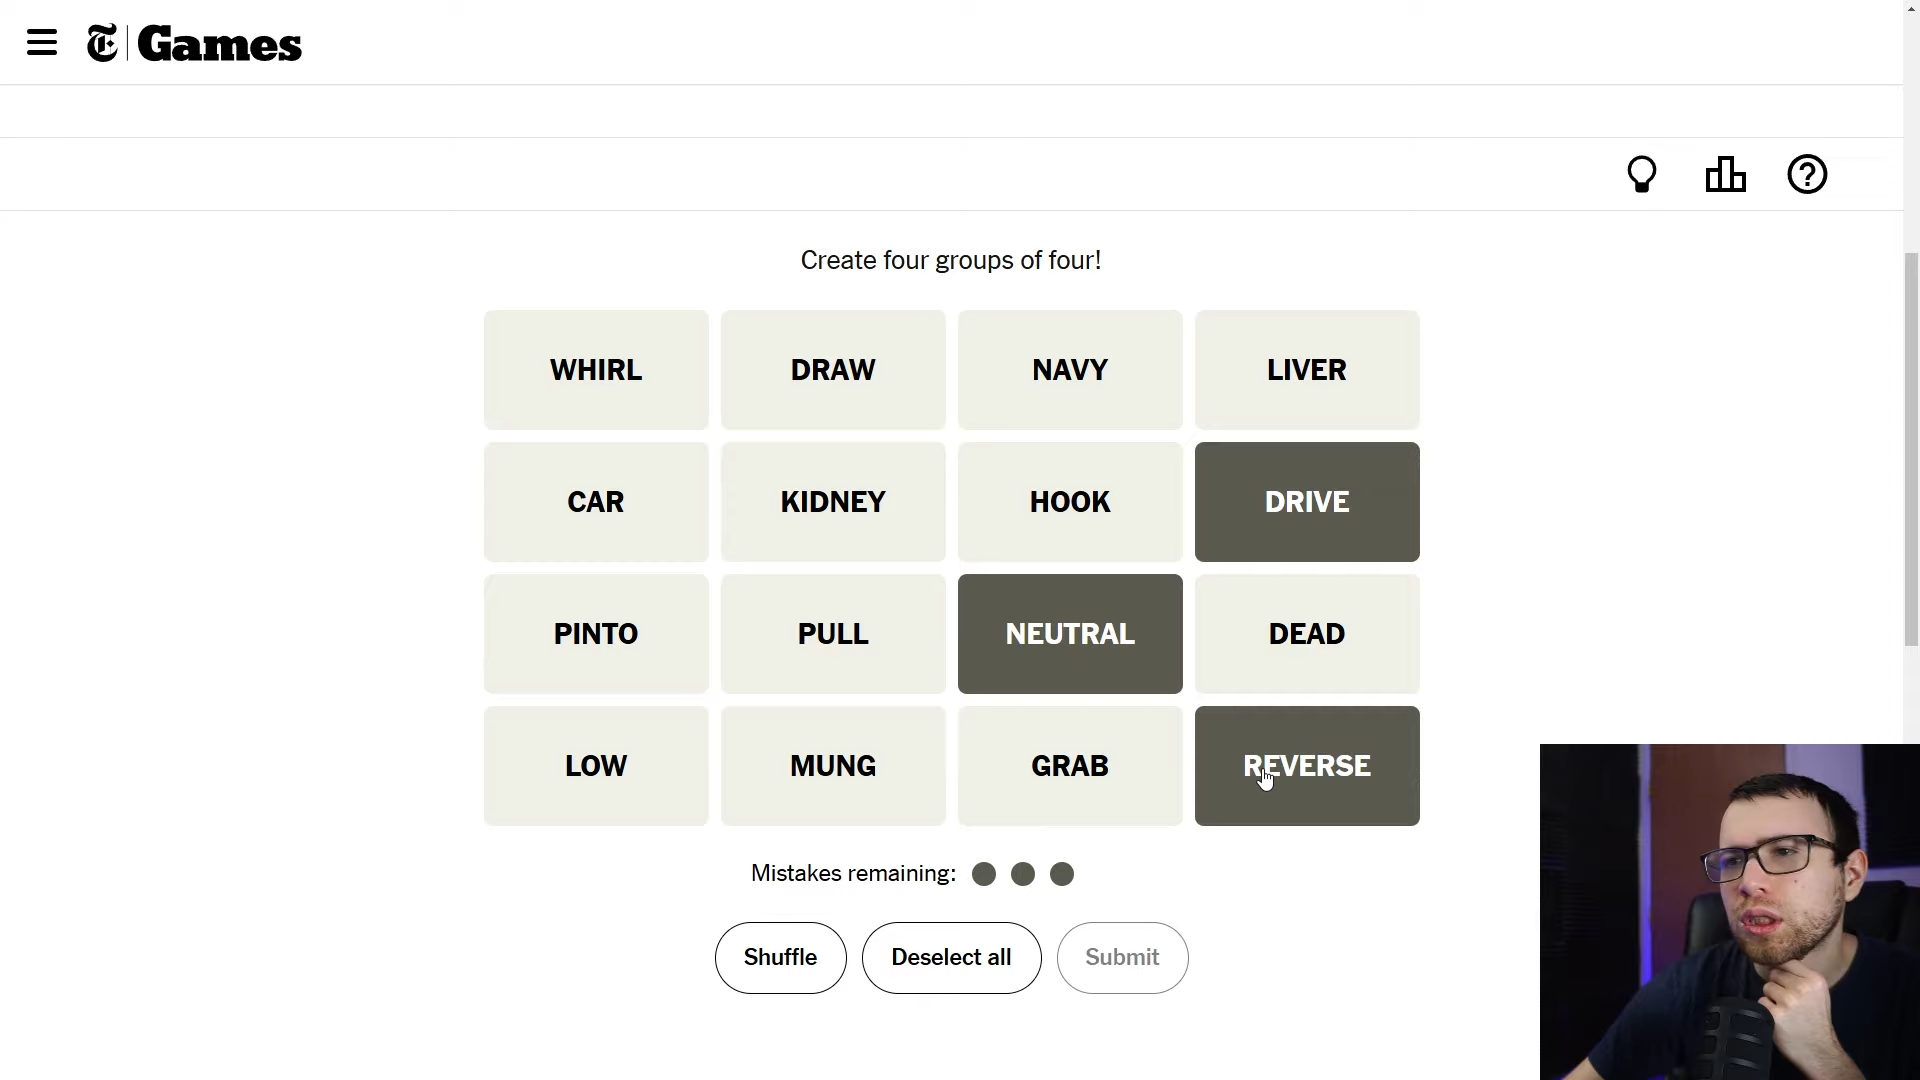 Games
Create four groups of four!
WHIRL DRAW NAVY LIVER
CAR KIDNEY HOOK DRIVE
PINTO PULL NEUTRAL DEAD
LOW MUNG GRAB REVERSE
Mistakes remaining:
Shuffle Deselect all Submit